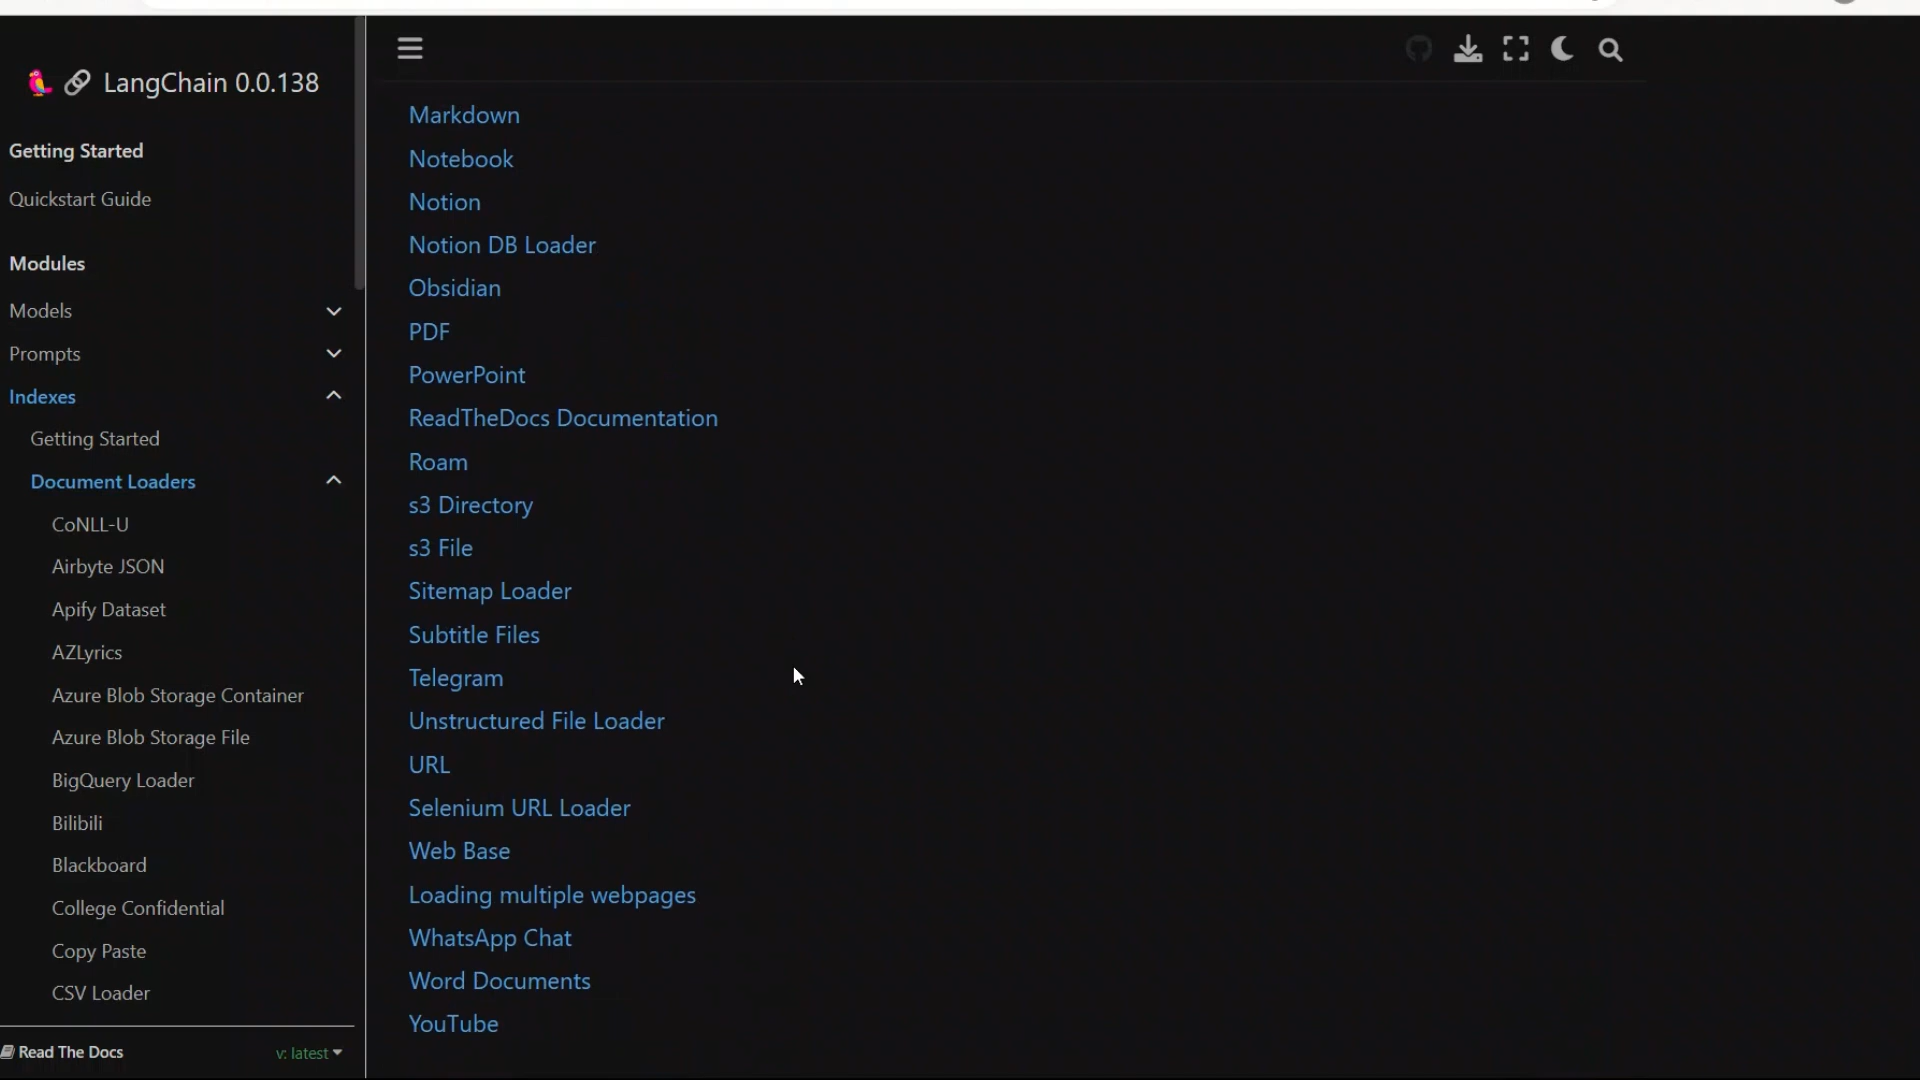 LangChain 0.0.138
Getting Started
Quickstart Guide
Modules
Models
Prompts
Indexes
Getting Started
Document Loaders
CoNLL-U
Airbyte JSON
Apify Dataset
AZLyrics
Azure Blob Storage Container
Azure Blob Storage File
BigQuery Loader
Bilibili
Blackboard
College Confidential
Copy Paste
CSV Loader
Read The Docs
v: latest
Markdown
Notebook
Notion
Notion DB Loader
Obsidian
PDF
PowerPoint
ReadTheDocs Documentation
Roam
s3 Directory
s3 File
Sitemap Loader
Subtitle Files
Telegram
Unstructured File Loader
URL
Selenium URL Loader
Web Base
Loading multiple webpages
WhatsApp Chat
Word Documents
YouTube